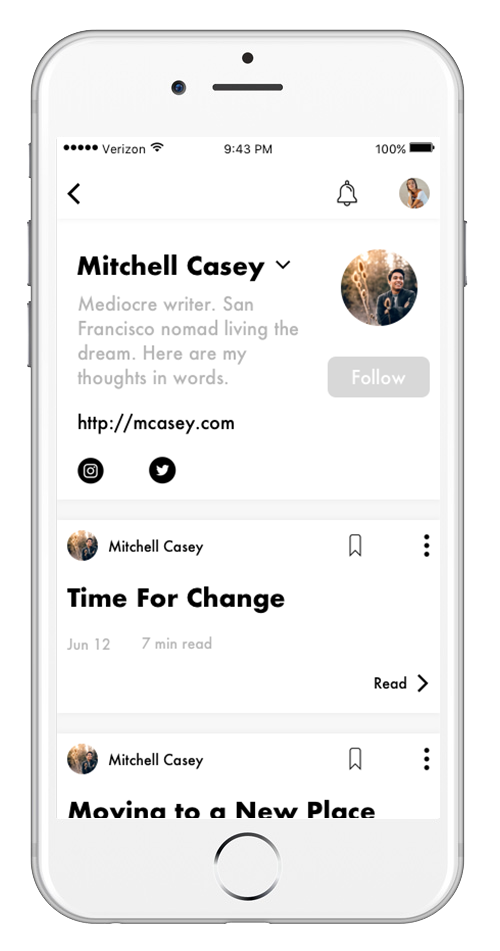 Verizon 9:43 PM 100%
Mitchell Casey
Mediocre writer. San
Francisco nomad living the
dream. Here are my
thoughts in words.
Follow
http://mcasey.com
Mitchell Casey
Time For Change
Jun 12 7 min read
Read
Mitchell Casey
Moving to a New Place